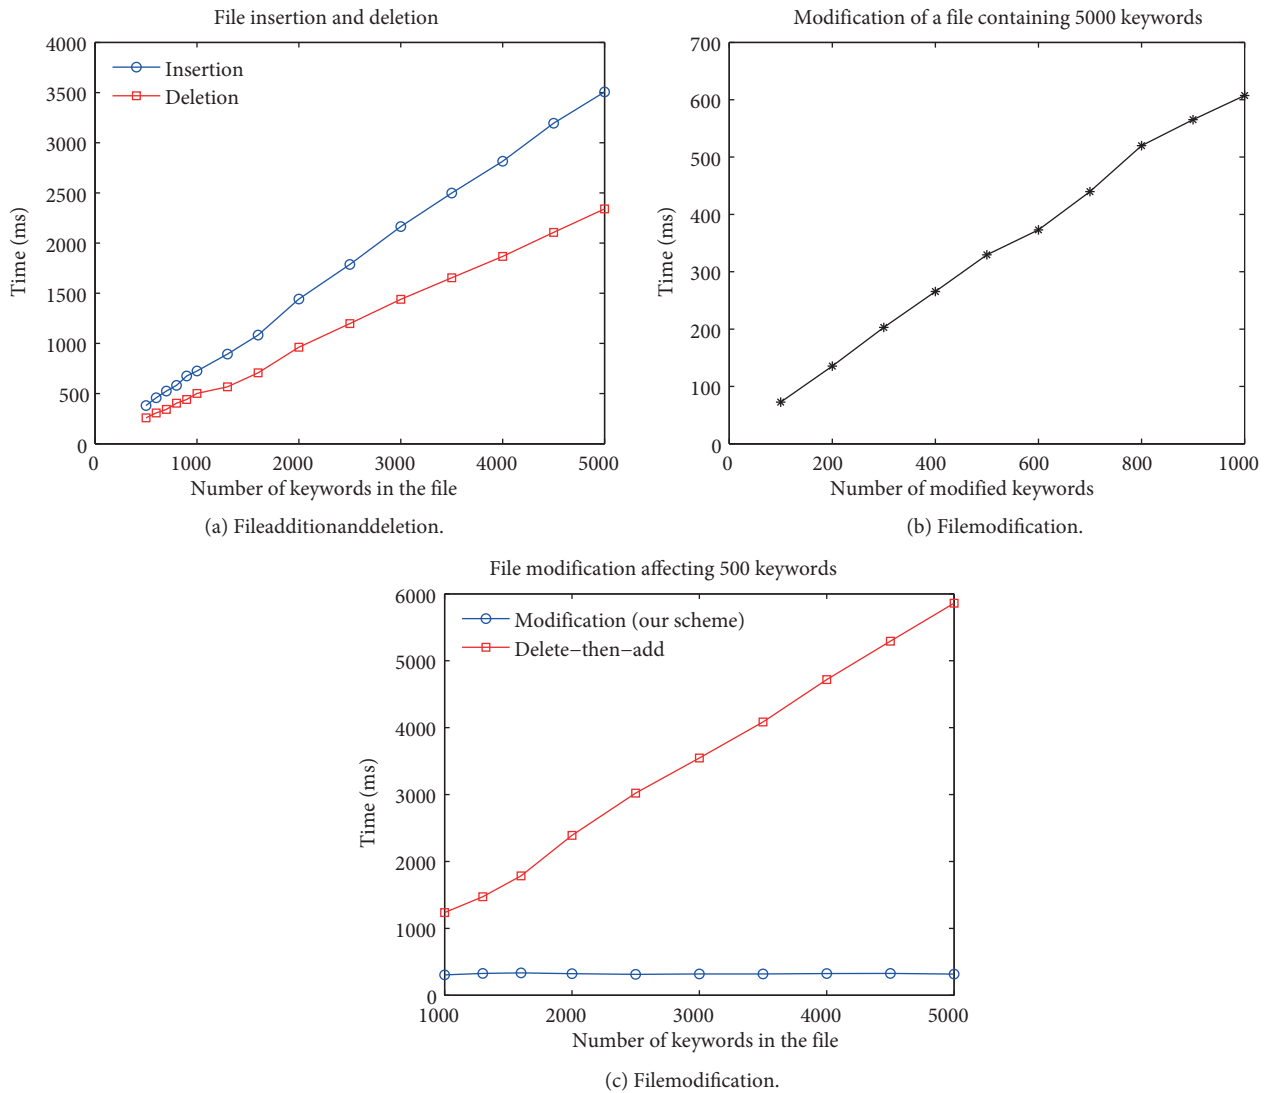 File insertion and deletion
4000
3500
3000
2500
2000
1500
1000
500
0
Time (ms)
Insertion
Deletion
0 1000 2000 3000 4000 5000
Number of keywords in the file
(a) Fileadditionanddeletion.
Modification of a file containing 5000 keywords
700
600
500
400
300
200
100
0
Time (ms)
0 200 400 600 800 1000
Number of modified keywords
(b) Filemodification.
File modification affecting 500 keywords
6000
5000
4000
3000
2000
1000
0
Time (ms)
Modification (our scheme)
Delete−then−add
1000 2000 3000 4000 5000
Number of keywords in the file
(c) Filemodification.